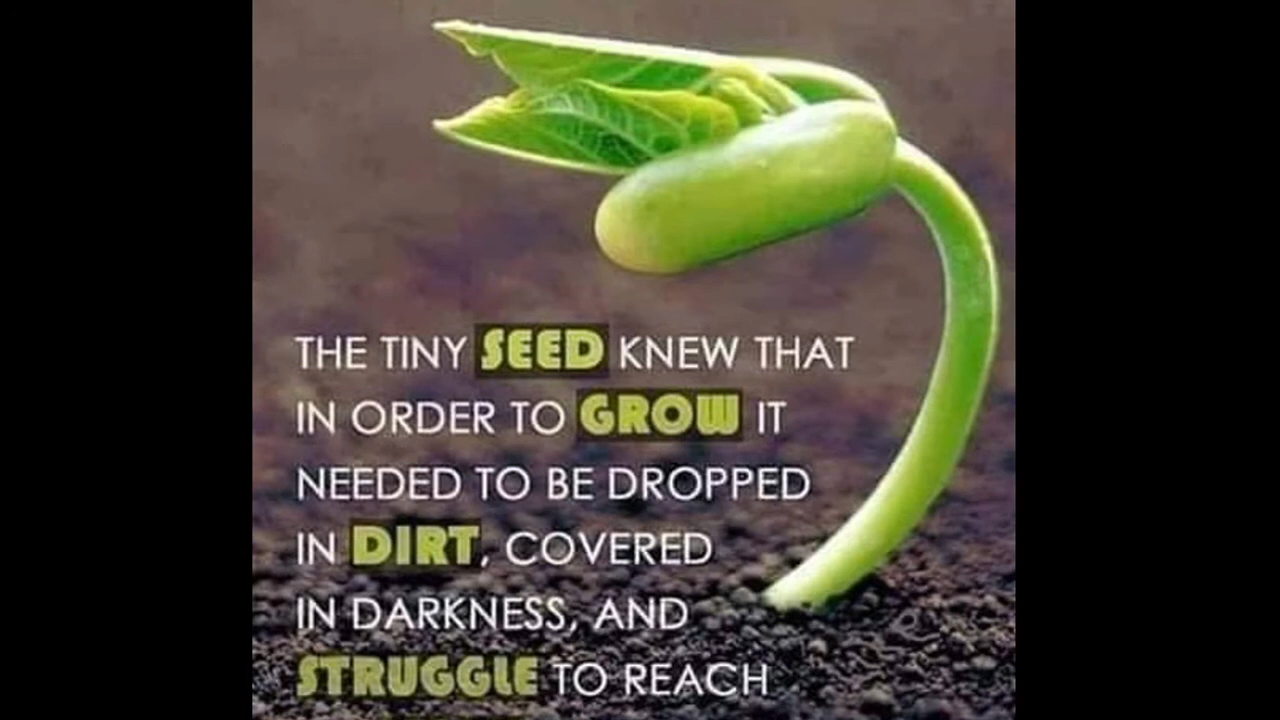 THE TINY SEED KNEW THAT
IN ORDER TO GROW IT
NEEDED TO BE DROPPED
IN DIRT, COVERED
IN DARKNESS, AND
STRUGGLE TO REACH